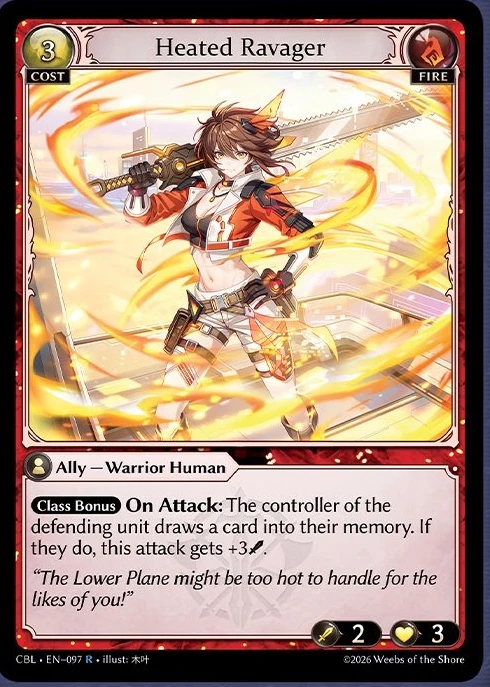 3
Heated Ravager
COST
FIRE
Ally — Warrior Human
Class Bonus On Attack: The controller of the
defending unit draws a card into their memory. If
they do, this attack gets +3.
“The Lower Plane might be too hot to handle for the
likes of you!”
2
3
CBL • EN–097 R • illust: 木叶
©2026 Weebs of the Shore